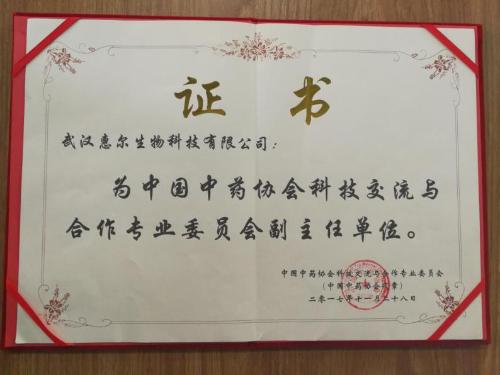 证 书
武汉惠尔生物科技有限公司：
为中国中药协会科技交流与
合作专业委员会副主任单位。
中国中药协会科技交流与合作专业委员会
（中国中药协会代章）
二零一七年十一月二十八日